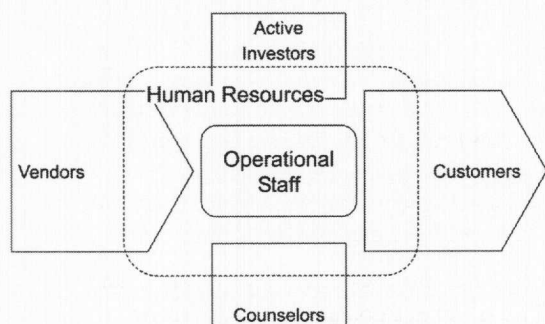 Active
Investors
Human Resources
Vendors
Operational
Staff
Customers
Counselors